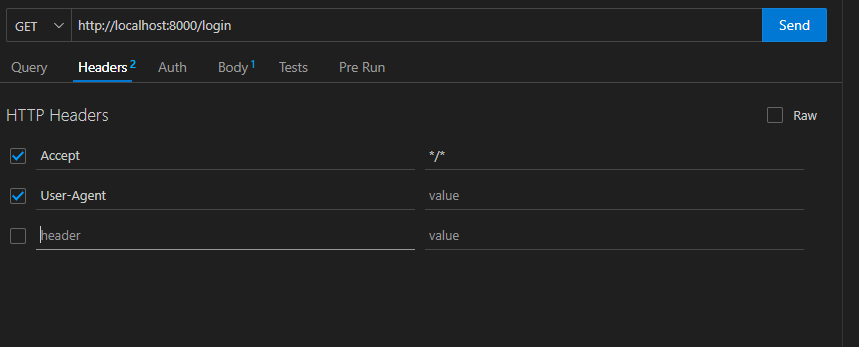 GET http://localhost:8000/login Send
Query Headers 2 Auth Body 1 Tests Pre Run
HTTP Headers Raw
Accept */*
User-Agent value
header value